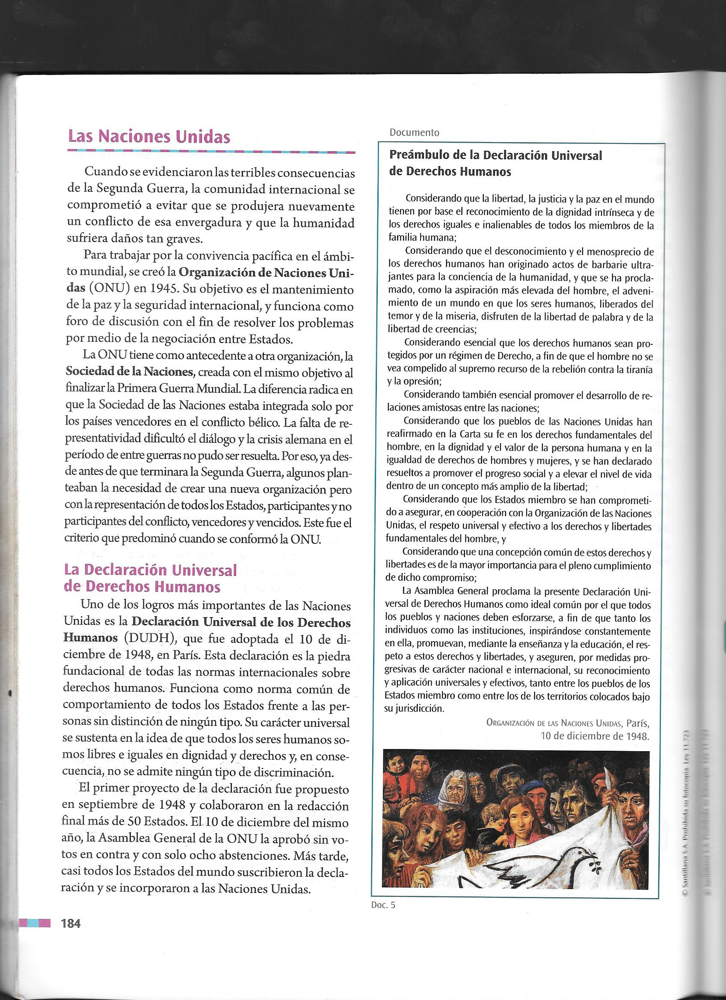 Las Naciones Unidas
Cuando se evidenciaron las terribles consecuencias
de la Segunda Guerra, la comunidad internacional se
comprometió a evitar que se produjera nuevamente
un conflicto de esa envergadura y que la humanidad
sufriera daños tan graves.
Para trabajar por la convivencia pacífica en el ámbi-
to mundial, se creó la Organización de Naciones Uni-
das (ONU) en 1945. Su objetivo es el mantenimiento
de la paz y la seguridad internacional, y funciona como
foro de discusión con el fin de resolver los problemas
por medio de la negociación entre Estados.
La ONU tiene como antecedente a otra organización, la
Sociedad de la Naciones, creada con el mismo objetivo al
finalizar la Primera Guerra Mundial. La diferencia radica en
que la Sociedad de las Naciones estaba integrada solo por
los países vencedores en el conflicto bélico. La falta de re-
presentatividad dificultó el diálogo y la crisis alemana en el
período de entre guerras no pudo ser resuelta. Por eso, ya des-
de antes de que terminara la Segunda Guerra, algunos plan-
teaban la necesidad de crear una nueva organización pero
con la representación de todos los Estados, participantes y no
participantes del conflicto, vencedores y vencidos. Este fue el
criterio que predominó cuando se conformó la ONU.
La Declaración Universal
de Derechos Humanos
Uno de los logros más importantes de las Naciones
Unidas es la Declaración Universal de los Derechos
Humanos (DUDH), que fue adoptada el 10 de di-
ciembre de 1948, en París. Esta declaración es la piedra
fundacional de todas las normas internacionales sobre
derechos humanos. Funciona como norma común de
comportamiento de todos los Estados frente a las per-
sonas sin distinción de ningún tipo. Su carácter universal
se sustenta en la idea de que todos los seres humanos so-
mos libres e iguales en dignidad y derechos y, en conse-
cuencia, no se admite ningún tipo de discriminación.
El primer proyecto de la declaración fue propuesto
en septiembre de 1948 y colaboraron en la redacción
final más de 50 Estados. El 10 de diciembre del mismo
año, la Asamblea General de la ONU la aprobó sin vo-
tos en contra y con solo ocho abstenciones. Más tarde,
casi todos los Estados del mundo suscribieron la decla-
ración y se incorporaron a las Naciones Unidas.
184
Documento
Preámbulo de la Declaración Universal
de Derechos Humanos
Considerando que la libertad, la justicia y la paz en el mundo
tienen por base el reconocimiento de la dignidad intrínseca y de
los derechos iguales e inalienables de todos los miembros de la
familia humana;
Considerando que el desconocimiento y el menosprecio de
los derechos humanos han originado actos de barbarie ultra-
jantes para la conciencia de la humanidad, y que se ha procla-
mado, como la aspiración más elevada del hombre, el adveni-
miento de un mundo en que los seres humanos, liberados del
temor y de la miseria, disfruten de la libertad de palabra y de la
libertad de creencias;
Considerando esencial que los derechos humanos sean pro-
tegidos por un régimen de Derecho, a fin de que el hombre no se
vea compelido al supremo recurso de la rebelión contra la tiranía
y la opresión;
Considerando también esencial promover el desarrollo de re-
laciones amistosas entre las naciones;
Considerando que los pueblos de las Naciones Unidas han
reafirmado en la Carta su fe en los derechos fundamentales del
hombre, en la dignidad y el valor de la persona humana y en la
igualdad de derechos de hombres y mujeres, y se han declarado
resueltos a promover el progreso social y a elevar el nivel de vida
dentro de un concepto más amplio de la libertad;
Considerando que los Estados miembro se han comprometi-
do a asegurar, en cooperación con la Organización de las Naciones
Unidas, el respeto universal y efectivo a los derechos y libertades
fundamentales del hombre, y
Considerando que una concepción común de estos derechos y
libertades es de la mayor importancia para el pleno cumplimiento
de dicho compromiso;
La Asamblea General proclama la presente Declaración Uni-
versal de Derechos Humanos como ideal común por el que todos
los pueblos y naciones deben esforzarse, a fin de que tanto los
individuos como las instituciones, inspirándose constantemente
en ella, promuevan, mediante la enseñanza y la educación, el res-
peto a estos derechos y libertades, y aseguren, por medidas pro-
gresivas de carácter nacional e internacional, su reconocimiento
y aplicación universales y efectivos, tanto entre los pueblos de los
Estados miembro como entre los de los territorios colocados bajo
su jurisdicción.
ORGANIZACIÓN DE LAS NACIONES UNIDAS, París,
10 de diciembre de 1948.
Doc. 5
© Santillana S.A. Prohibida su fotocopia. Ley 11.723